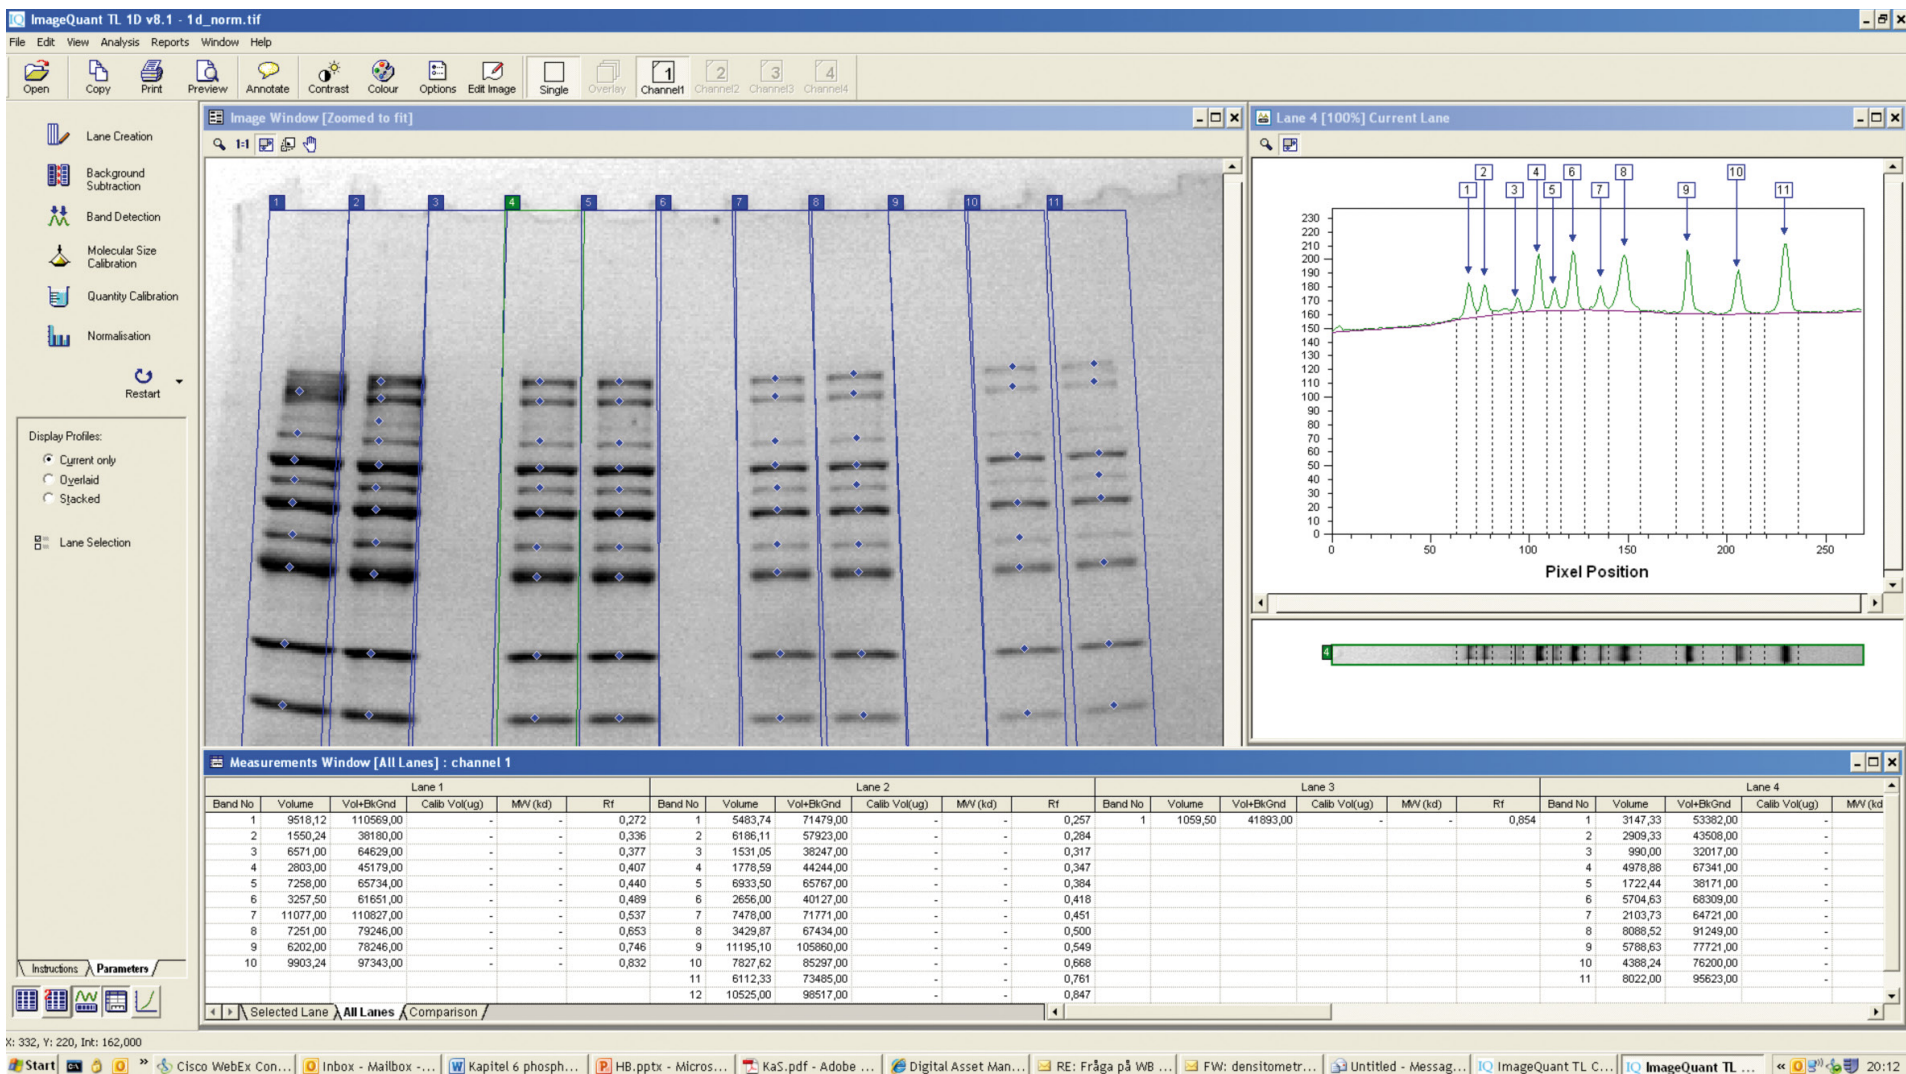 ImageQuant TL 1D v8.1 - 1d_norm.tif
File Edit View Analysis Reports Window Help
Open Copy Print Preview Annotate Contrast Colour Options Edit Image Single Overlay Channel1 Channel2 Channel3 Channel4
Lane Creation
Background Subtraction
Band Detection
Molecular Size Calibration
Quantity Calibration
Normalisation
Restart
Display Profiles:
Current only
Overlaid
Stacked
Lane Selection
Instructions Parameters
Image Window [Zoomed to fit]
1:1
1 2 3 4 5 6 7 8 9 10 11
Lane 4 [100%] Current Lane
1 2 3 4 5 6 7 8 9 10 11
230
220
210
200
190
180
170
160
150
140
130
120
110
100
90
80
70
60
50
40
30
20
10
0
0 50 100 150 200 250
Pixel Position
4
Measurements Window [All Lanes] : channel 1
Lane 1 Lane 2 Lane 3 Lane 4
Band No Volume Vol+BkGnd Calib Vol(ug) MW (kd) Rf Band No Volume Vol+BkGnd Calib Vol(ug) MW (kd) Rf Band No Volume Vol+BkGnd Calib Vol(ug) MW (kd) Rf Band No Volume Vol+BkGnd Calib Vol(ug) MW (kd
1 9518,12 110569,00 - - 0,272 1 5483,74 71479,00 - - 0,257 1 1059,50 41893,00 - - 0,854 1 3147,33 53382,00 -
2 1550,24 38180,00 - - 0,336 2 6186,11 57923,00 - - 0,284 2 2909,33 43508,00 -
3 6571,00 64629,00 - - 0,377 3 1531,05 38247,00 - - 0,317 3 990,00 32017,00 -
4 2803,00 45179,00 - - 0,407 4 1778,59 44244,00 - - 0,347 4 4978,88 67341,00 -
5 7258,00 65734,00 - - 0,440 5 6933,50 65767,00 - - 0,384 5 1722,44 38171,00 -
6 3257,50 61651,00 - - 0,489 6 2656,00 40127,00 - - 0,418 6 5704,63 68309,00 -
7 11077,00 110827,00 - - 0,537 7 7478,00 71771,00 - - 0,451 7 2103,73 64721,00 -
8 7251,00 79246,00 - - 0,653 8 3429,87 67434,00 - - 0,500 8 8088,52 91249,00 -
9 6202,00 78246,00 - - 0,746 9 11195,10 105860,00 - - 0,549 9 5788,63 77721,00 -
10 9903,24 97343,00 - - 0,832 10 7827,62 85297,00 - - 0,668 10 4388,24 76200,00 -
11 6112,33 73485,00 - - 0,761 11 8022,00 95623,00 -
12 10525,00 98517,00 - - 0,847
Selected Lane All Lanes Comparison
X: 332, Y: 220, Int: 162,000
Start » Cisco WebEx Con... Inbox - Mailbox -... Kapitel 6 phosph... HB.pptx - Micros... KaS.pdf - Adobe ... Digital Asset Man... RE: Fråga på WB ... FW: densitometr... Untitled - Messag... ImageQuant TL C... ImageQuant TL ... « 20:12